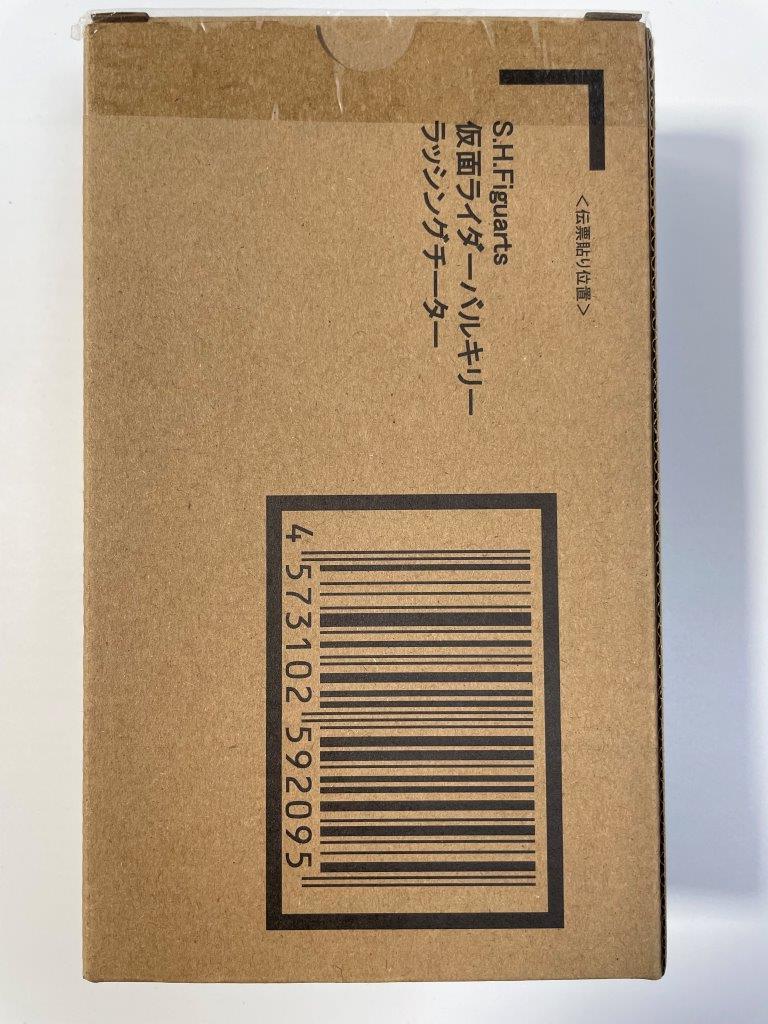 <伝票貼り位置>
S.H.Figuarts
仮面ライダーバルキリー
ラッシングチーター
4 573102 592095